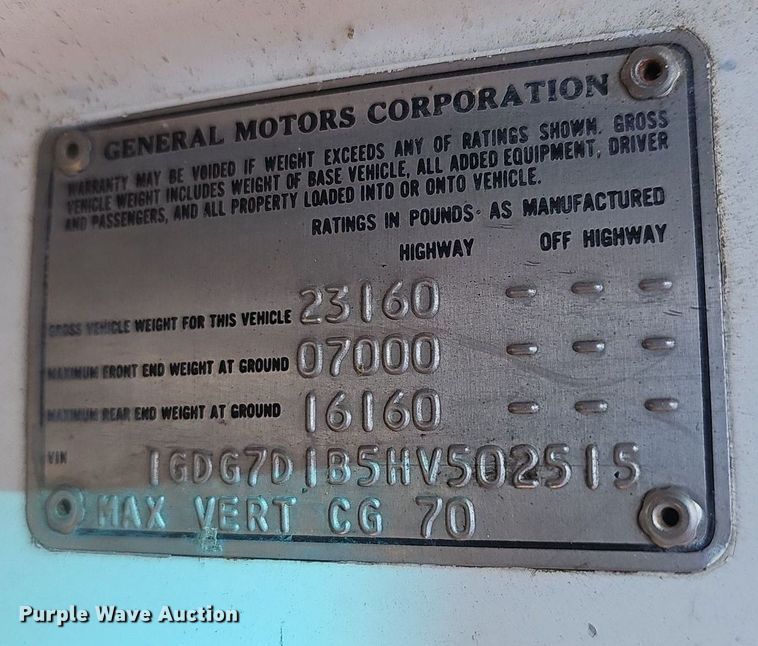 GENERAL MOTORS CORPORATION
WARRANTY MAY BE VOIDED IF WEIGHT EXCEEDS ANY OF RATINGS SHOWN. GROSS
VEHICLE WEIGHT INCLUDES WEIGHT OF BASE VEHICLE, ALL ADDED EQUIPMENT, DRIVER
AND PASSENGERS, AND ALL PROPERTY LOADED INTO OR ONTO VEHICLE.
RATINGS IN POUNDS- AS MANUFACTURED
HIGHWAY OFF HIGHWAY
GROSS VEHICLE WEIGHT FOR THIS VEHICLE 23160 - - -
MAXIMUM FRONT END WEIGHT AT GROUND 07000 - - -
MAXIMUM REAR END WEIGHT AT GROUND 16160 - - -
VIN 1GDG7D1B5HV502515
MAX VERT CG 70
Purple Wave Auction